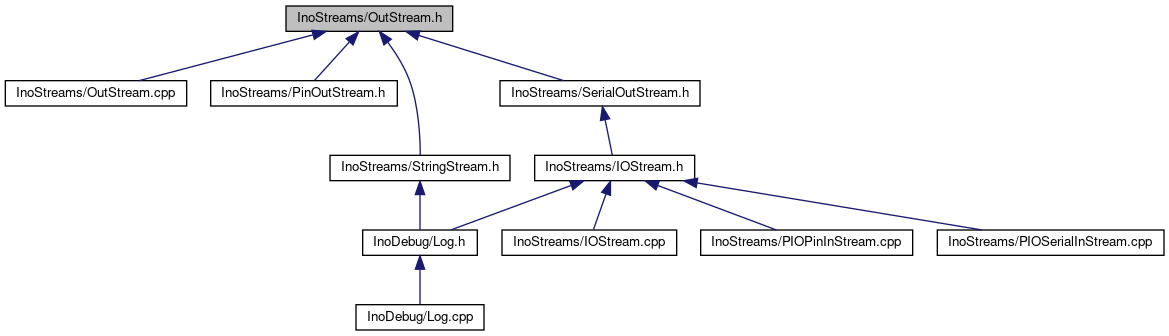 InoStreams/OutStream.h
InoStreams/OutStream.cpp
InoStreams/PinOutStream.h
InoStreams/SerialOutStream.h
InoStreams/StringStream.h
InoStreams/IOStream.h
InoDebug/Log.h
InoStreams/IOStream.cpp
InoStreams/PIOPinInStream.cpp
InoStreams/PIOSerialInStream.cpp
InoDebug/Log.cpp